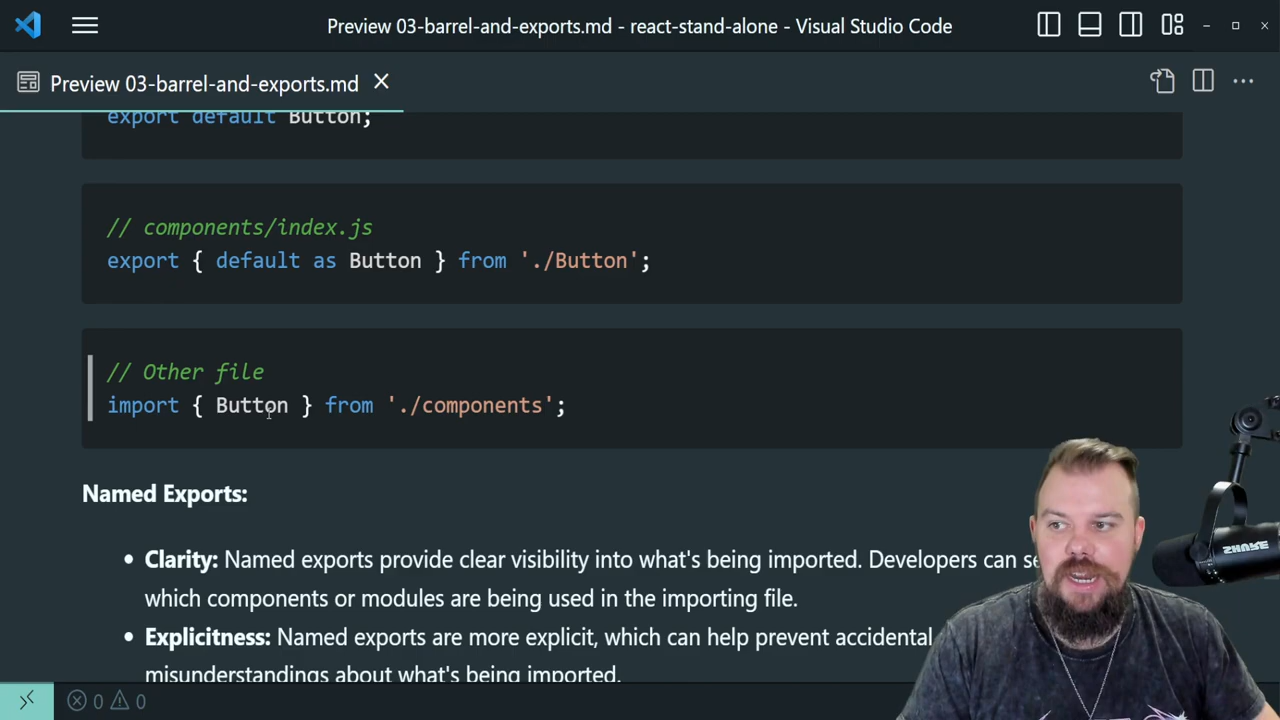 Preview 03-barrel-and-exports.md - react-stand-alone - Visual Studio Code
Preview 03-barrel-and-exports.md
export default Button;
// components/index.js
export { default as Button } from './Button';
// Other file
import { Button } from './components';
Named Exports:
• Clarity: Named exports provide clear visibility into what's being imported. Developers can
which components or modules are being used in the importing file.
• Explicitness: Named exports are more explicit, which can help prevent accidental
misunderstandings about what's being imported.
0 0
SHURE